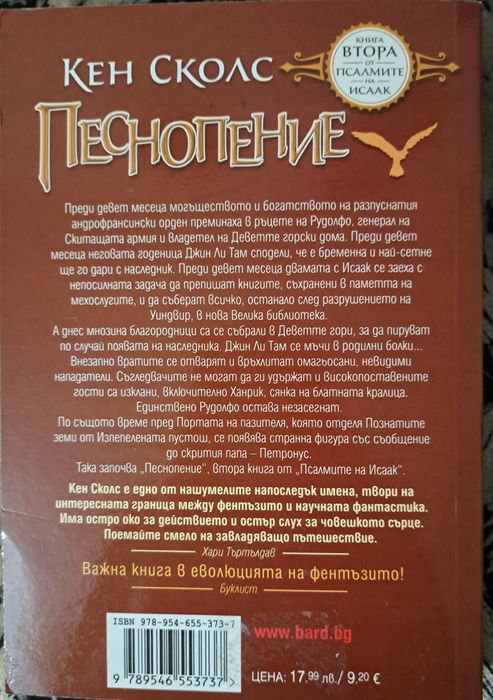 КНИГА
ВТОРА
ОТ
ПСАЛМИТЕ
НА
ИСААК
КЕН СКОЛС
ПЕСНОПЕНИЕ
Преди девет месеца могъществото и богатството на разпуснатия
андрофрансински орден преминаха в ръцете на Рудолфо, генерал на
Скитащата армия и владетел на Деветте горски дома. Преди девет
месеца неговата годеница Джин Ли Там сподели, че е бременна и най-сетне
ще го дари с наследник. Преди девет месеца двамата с Исаак се заеха с
непосилната задача да препишат книгите, съхранени в паметта на
мехослугите, и да съберат всичко, останало след разрушението на
Уиндвир, в нова Велика библиотека.
А днес мнозина благородници са се събрали в Деветте гори, за да пируват
по случай появата на наследника. Джин Ли Там се мъчи в родилни болки...
Внезапно вратите се отварят и връхлитат омагьосани, невидими
нападатели. Съгледвачите не могат да ги удържат и високопоставените
гости са изклани, включително Ханрик, сянка на блатната кралица.
Единствено Рудолфо остава незасегнат.
По същото време пред Портата на пазителя, която отделя Познатите
земи от Изпепелената пустош, се появява странна фигура със съобщение
до скрития папа – Петронус.
Така започва „Песнопение“, втора книга от „Псалмите на Исаак“.
Кен Сколс е едно от нашумелите напоследък имена, твори на
интересната граница между фентъзито и научната фантастика.
Има остро око за действието и остър слух за човешкото сърце.
Поемайте смело на завладяващо пътешествие.
Хари Търтълдав
Важна книга в еволюцията на фентъзито!
Буклист
ISBN 978-954-655-373-7
9 789546 553737
www.bard.bg
ЦЕНА: 17.99 лв./ 9,20 €